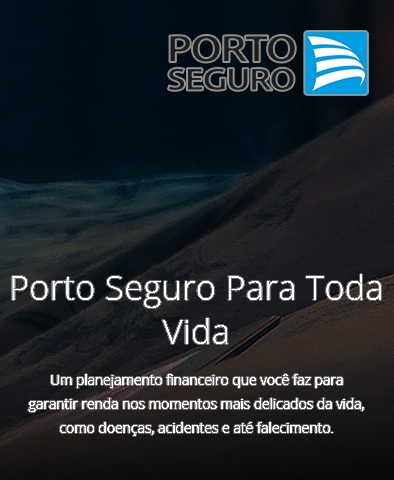 PORTO
SEGURO
Porto Seguro Para Toda
Vida
Um planejamento financeiro que você faz para
garantir renda nos momentos mais delicados da vida,
como doenças, acidentes e até falecimento.